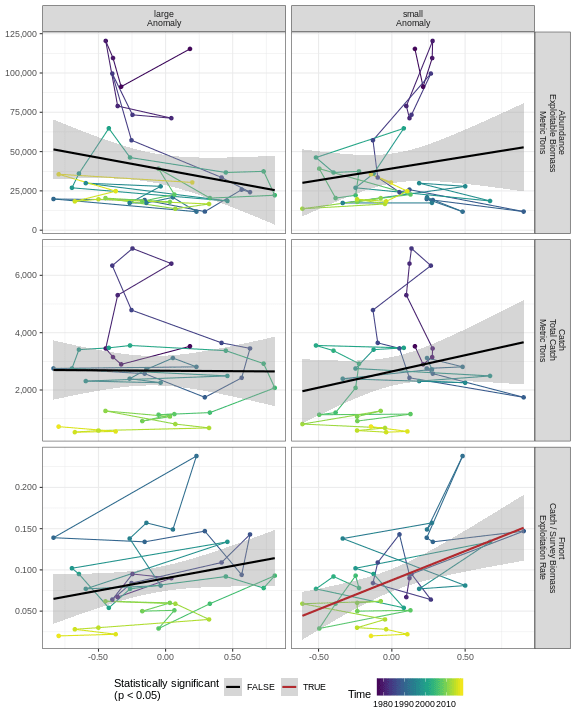 large
Anomaly
small
Anomaly
125,000
100,000
75,000
50,000
25,000
0
Abundance
Exploitable Biomass
Metric Tons
6,000
4,000
2,000
Catch
Total Catch
Metric Tons
0.200
0.150
0.100
0.050
Fmort
Catch / Survey Biomass
Exploitation Rate
-0.50
0.00
0.50
-0.50
0.00
0.50
Statistically significant
(p < 0.05)
FALSE
TRUE
Time
1980 1990 2000 2010